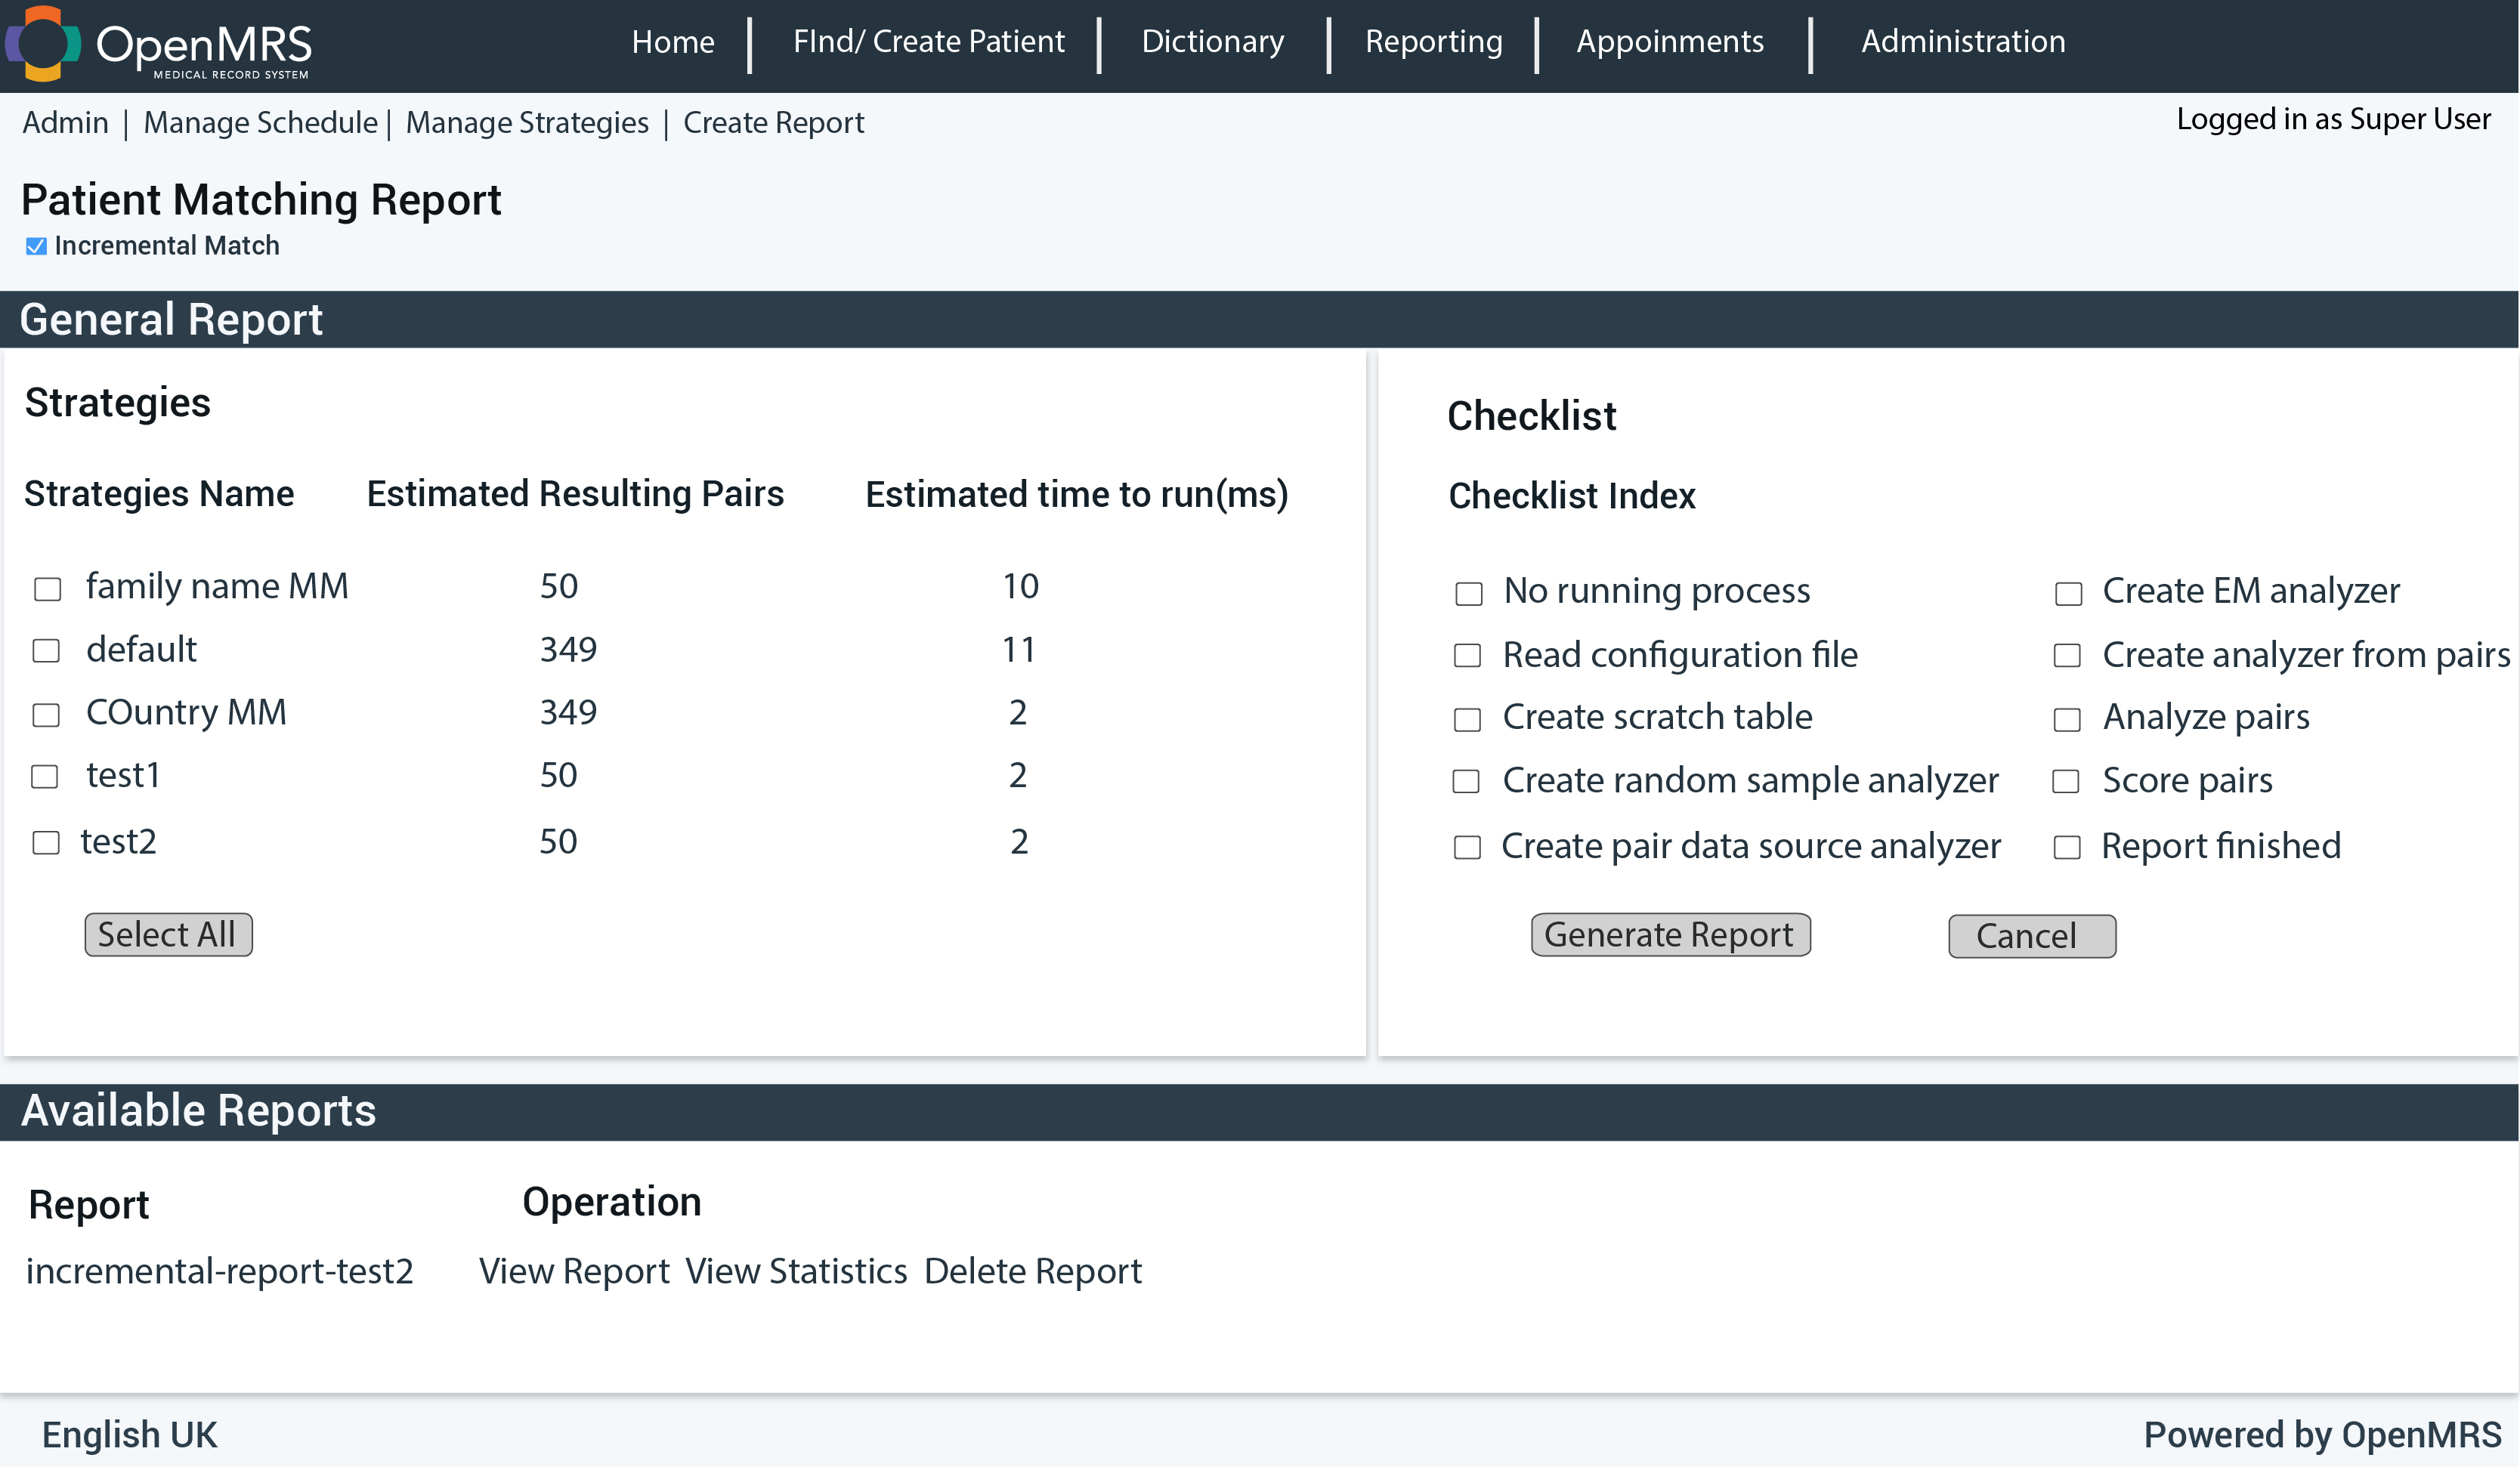 OpenMRS
MEDICAL RECORD SYSTEM
Home | FInd/ Create Patient | Dictionary | Reporting | Appoinments | Administration
Admin | Manage Schedule | Manage Strategies | Create Report
Logged in as Super User
Patient Matching Report
Incremental Match
General Report
Strategies
Strategies Name Estimated Resulting Pairs Estimated time to run(ms)
family name MM 50 10
default 349 11
COuntry MM 349 2
test1 50 2
test2 50 2
Select All
Checklist
Checklist Index
No running process Create EM analyzer
Read configuration file Create analyzer from pairs
Create scratch table Analyze pairs
Create random sample analyzer Score pairs
Create pair data source analyzer Report finished
Generate Report Cancel
Available Reports
Report Operation
incremental-report-test2 View Report View Statistics Delete Report
English UK Powered by OpenMRS